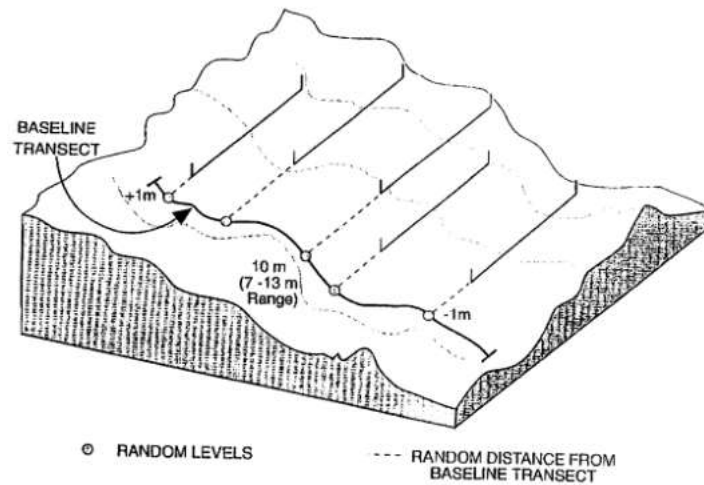 BASELINE
TRANSECT
+1m
10 m
(7 -13 m
Range)
-1m
RANDOM LEVELS
RANDOM DISTANCE FROM
BASELINE TRANSECT